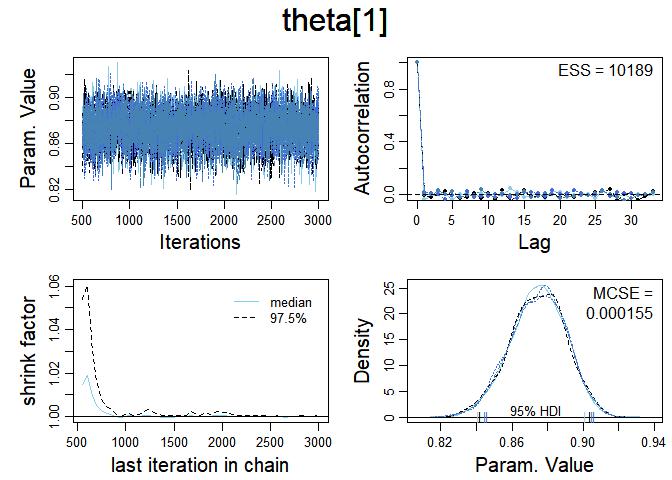 theta[1]
Param. Value
0.82 0.86 0.90
500 1000 1500 2000 2500 3000
Iterations
Autocorrelation
0.0 0.4 0.8
ESS = 10189
0 5 10 15 20 25 30
Lag
shrink factor
1.00 1.02 1.04 1.06
median
97.5%
500 1000 1500 2000 2500 3000
last iteration in chain
Density
0 5 10 15 20 25
MCSE =
0.000155
95% HDI
0.82 0.86 0.90 0.94
Param. Value